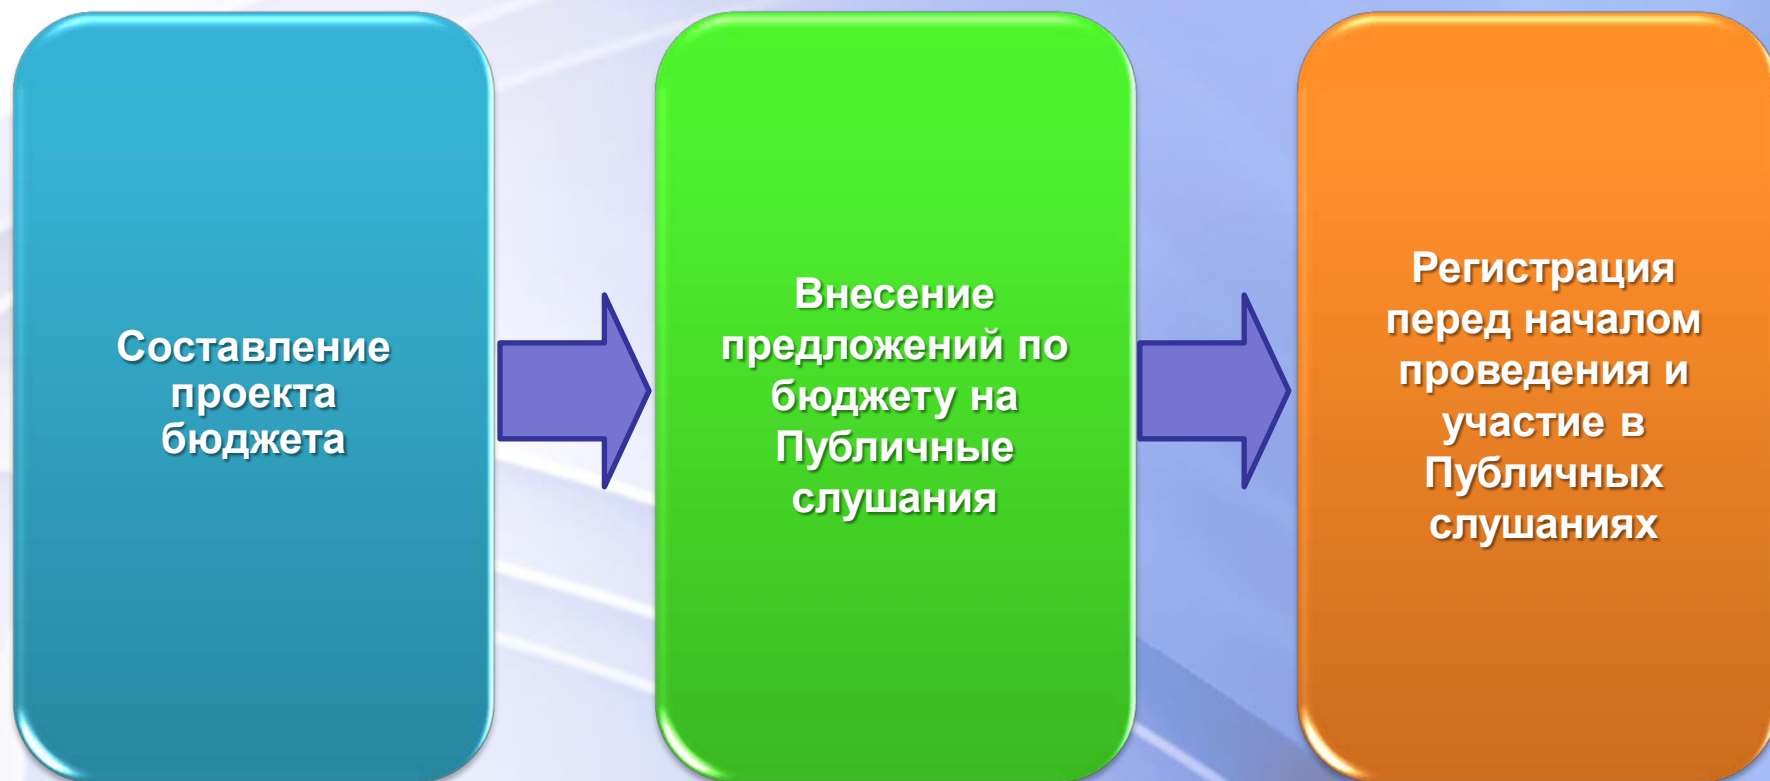 Составление
проекта
бюджета
Внесение
предложений по
бюджету на
Публичные
слушания
Регистрация
перед началом
проведения и
участие в
Публичных
слушаниях